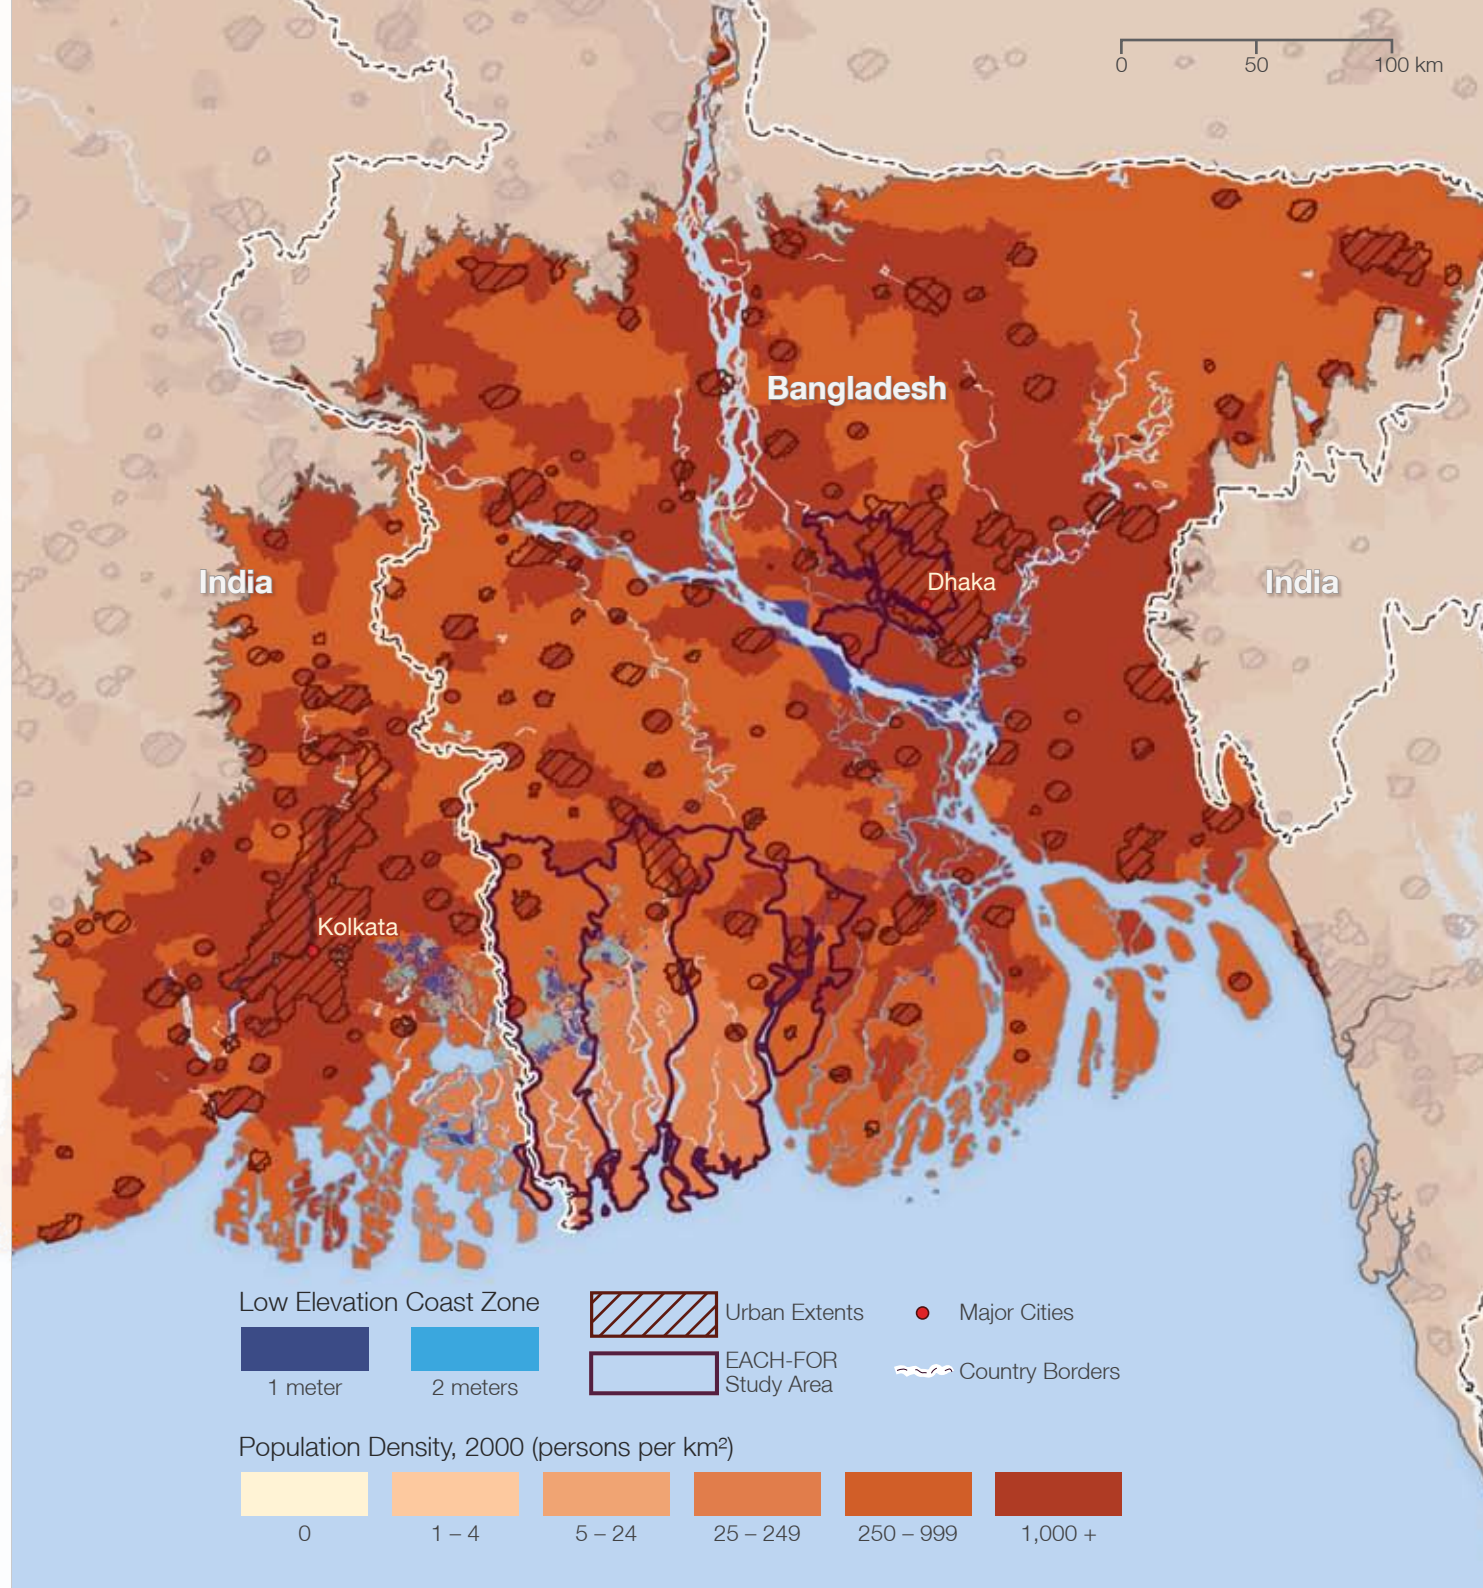 0 50 100 km
Bangladesh
India
Dhaka
India
Kolkata
Low Elevation Coast Zone
1 meter
2 meters
Urban Extents
EACH-FOR
Study Area
Major Cities
Country Borders
Population Density, 2000 (persons per km²)
0
1 – 4
5 – 24
25 – 249
250 – 999
1,000 +